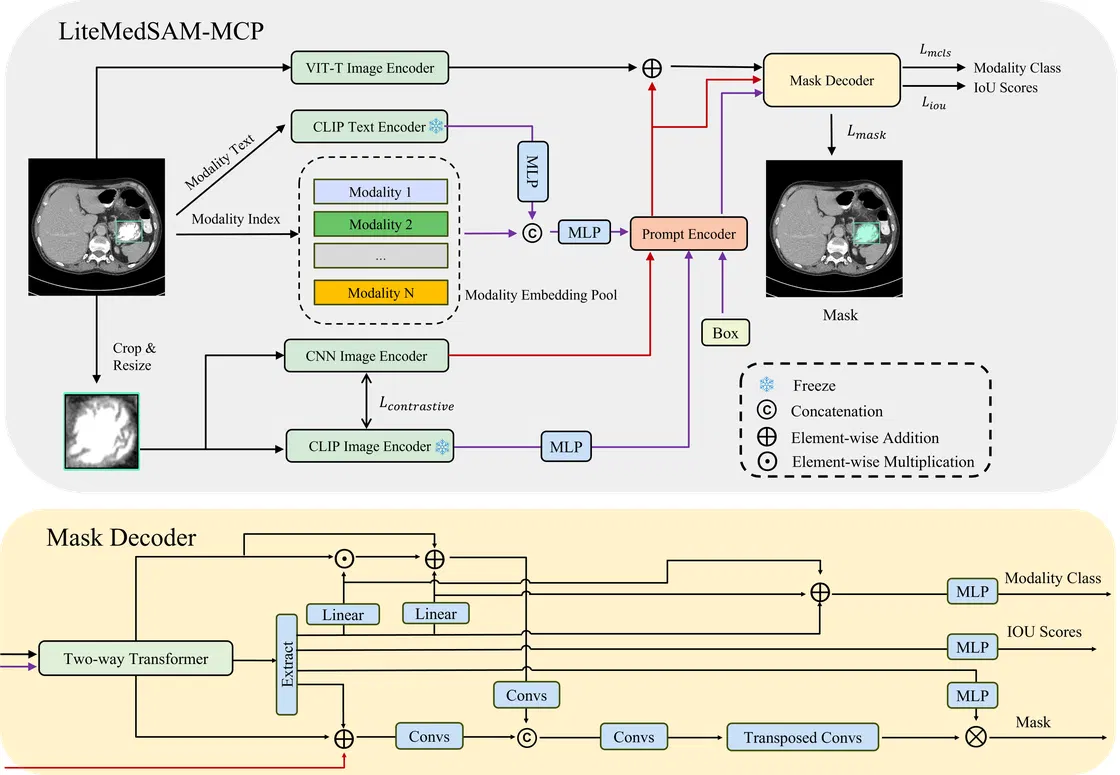 LiteMedSAM-MCP
VIT-T Image Encoder
Mask Decoder
L_mcls
Modality Class
IoU Scores
L_iou
CLIP Text Encoder
Modality Text
MLP
L_mask
Modality 1
Modality Index
Modality 2
C
MLP
Prompt Encoder
...
Modality N
Modality Embedding Pool
Mask
Box
Crop &
Resize
CNN Image Encoder
L_contrastive
CLIP Image Encoder
MLP
Freeze
C
Concatenation
Element-wise Addition
Element-wise Multiplication
Mask Decoder
Modality Class
MLP
Linear
Linear
IOU Scores
MLP
Two-way Transformer
Extract
Convs
MLP
Mask
Convs
C
Convs
Transposed Convs